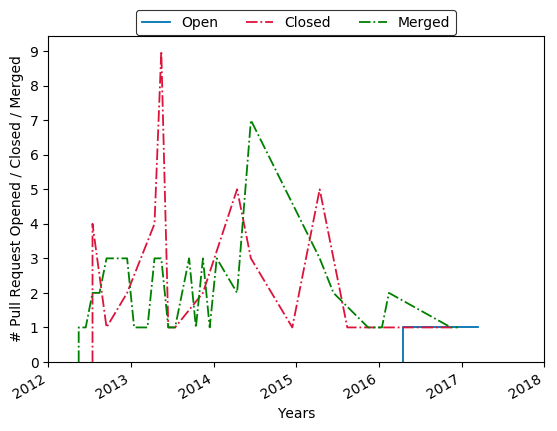 Open Closed Merged
# Pull Request Opened / Closed / Merged
9
8
7
6
5
4
3
2
1
0
2012 2013 2014 2015 2016 2017 2018
Years